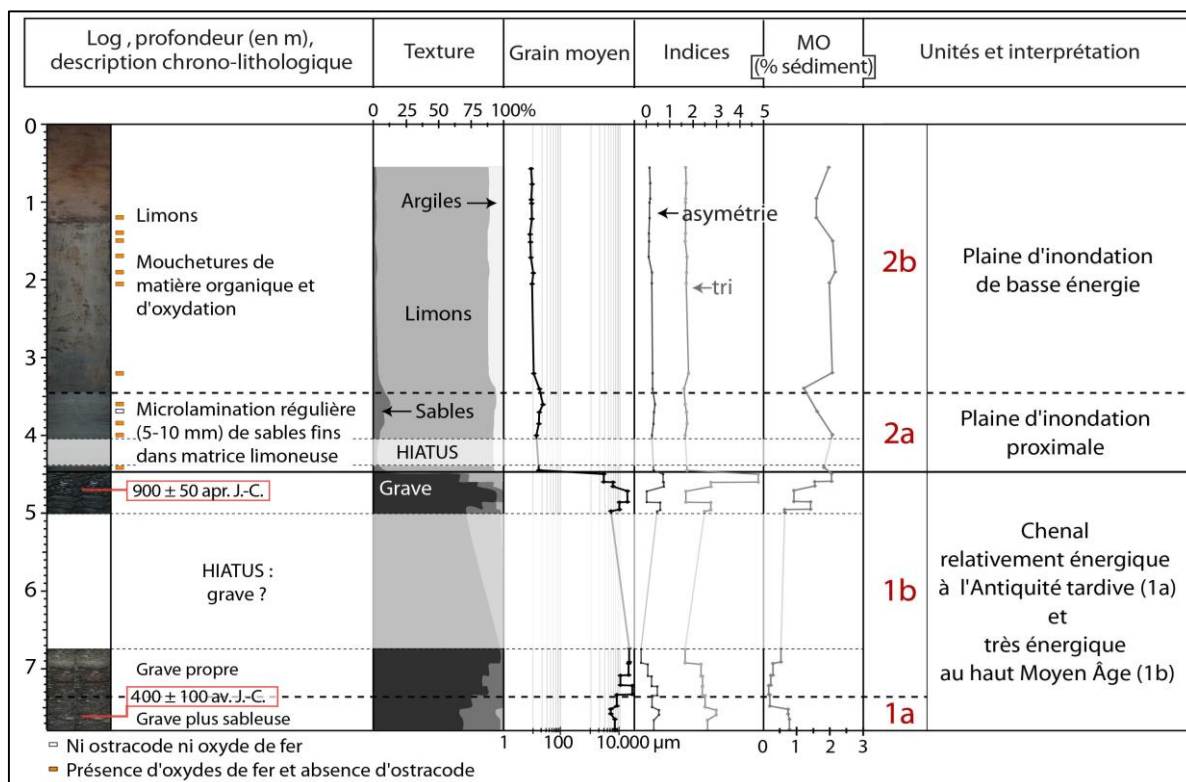 Log , profondeur (en m),
description chrono-lithologique
Texture
Grain moyen
Indices
MO
(% sédiment)
Unités et interprétation
0 25 50 75 100%
0 1 2 3 4 5
0
1
2
3
4
5
6
7
Limons
Mouchetures de
matière organique et
d'oxydation
Microlamination régulière
(5-10 mm) de sables fins
dans matrice limoneuse
900 ± 50 apr. J.-C.
HIATUS :
grave ?
Grave propre
400 ± 100 av. J.-C.
Grave plus sableuse
Argiles
Limons
Sables
HIATUS
Grave
asymétrie
tri
2b
Plaine d'inondation
de basse énergie
2a
Plaine d'inondation
proximale
1b
Chenal
relativement énergique
à l'Antiquité tardive (1a)
et
très énergique
au haut Moyen Âge (1b)
1a
1 100 10.000 µm
0 1 2 3
Ni ostracode ni oxyde de fer
Présence d'oxydes de fer et absence d'ostracode